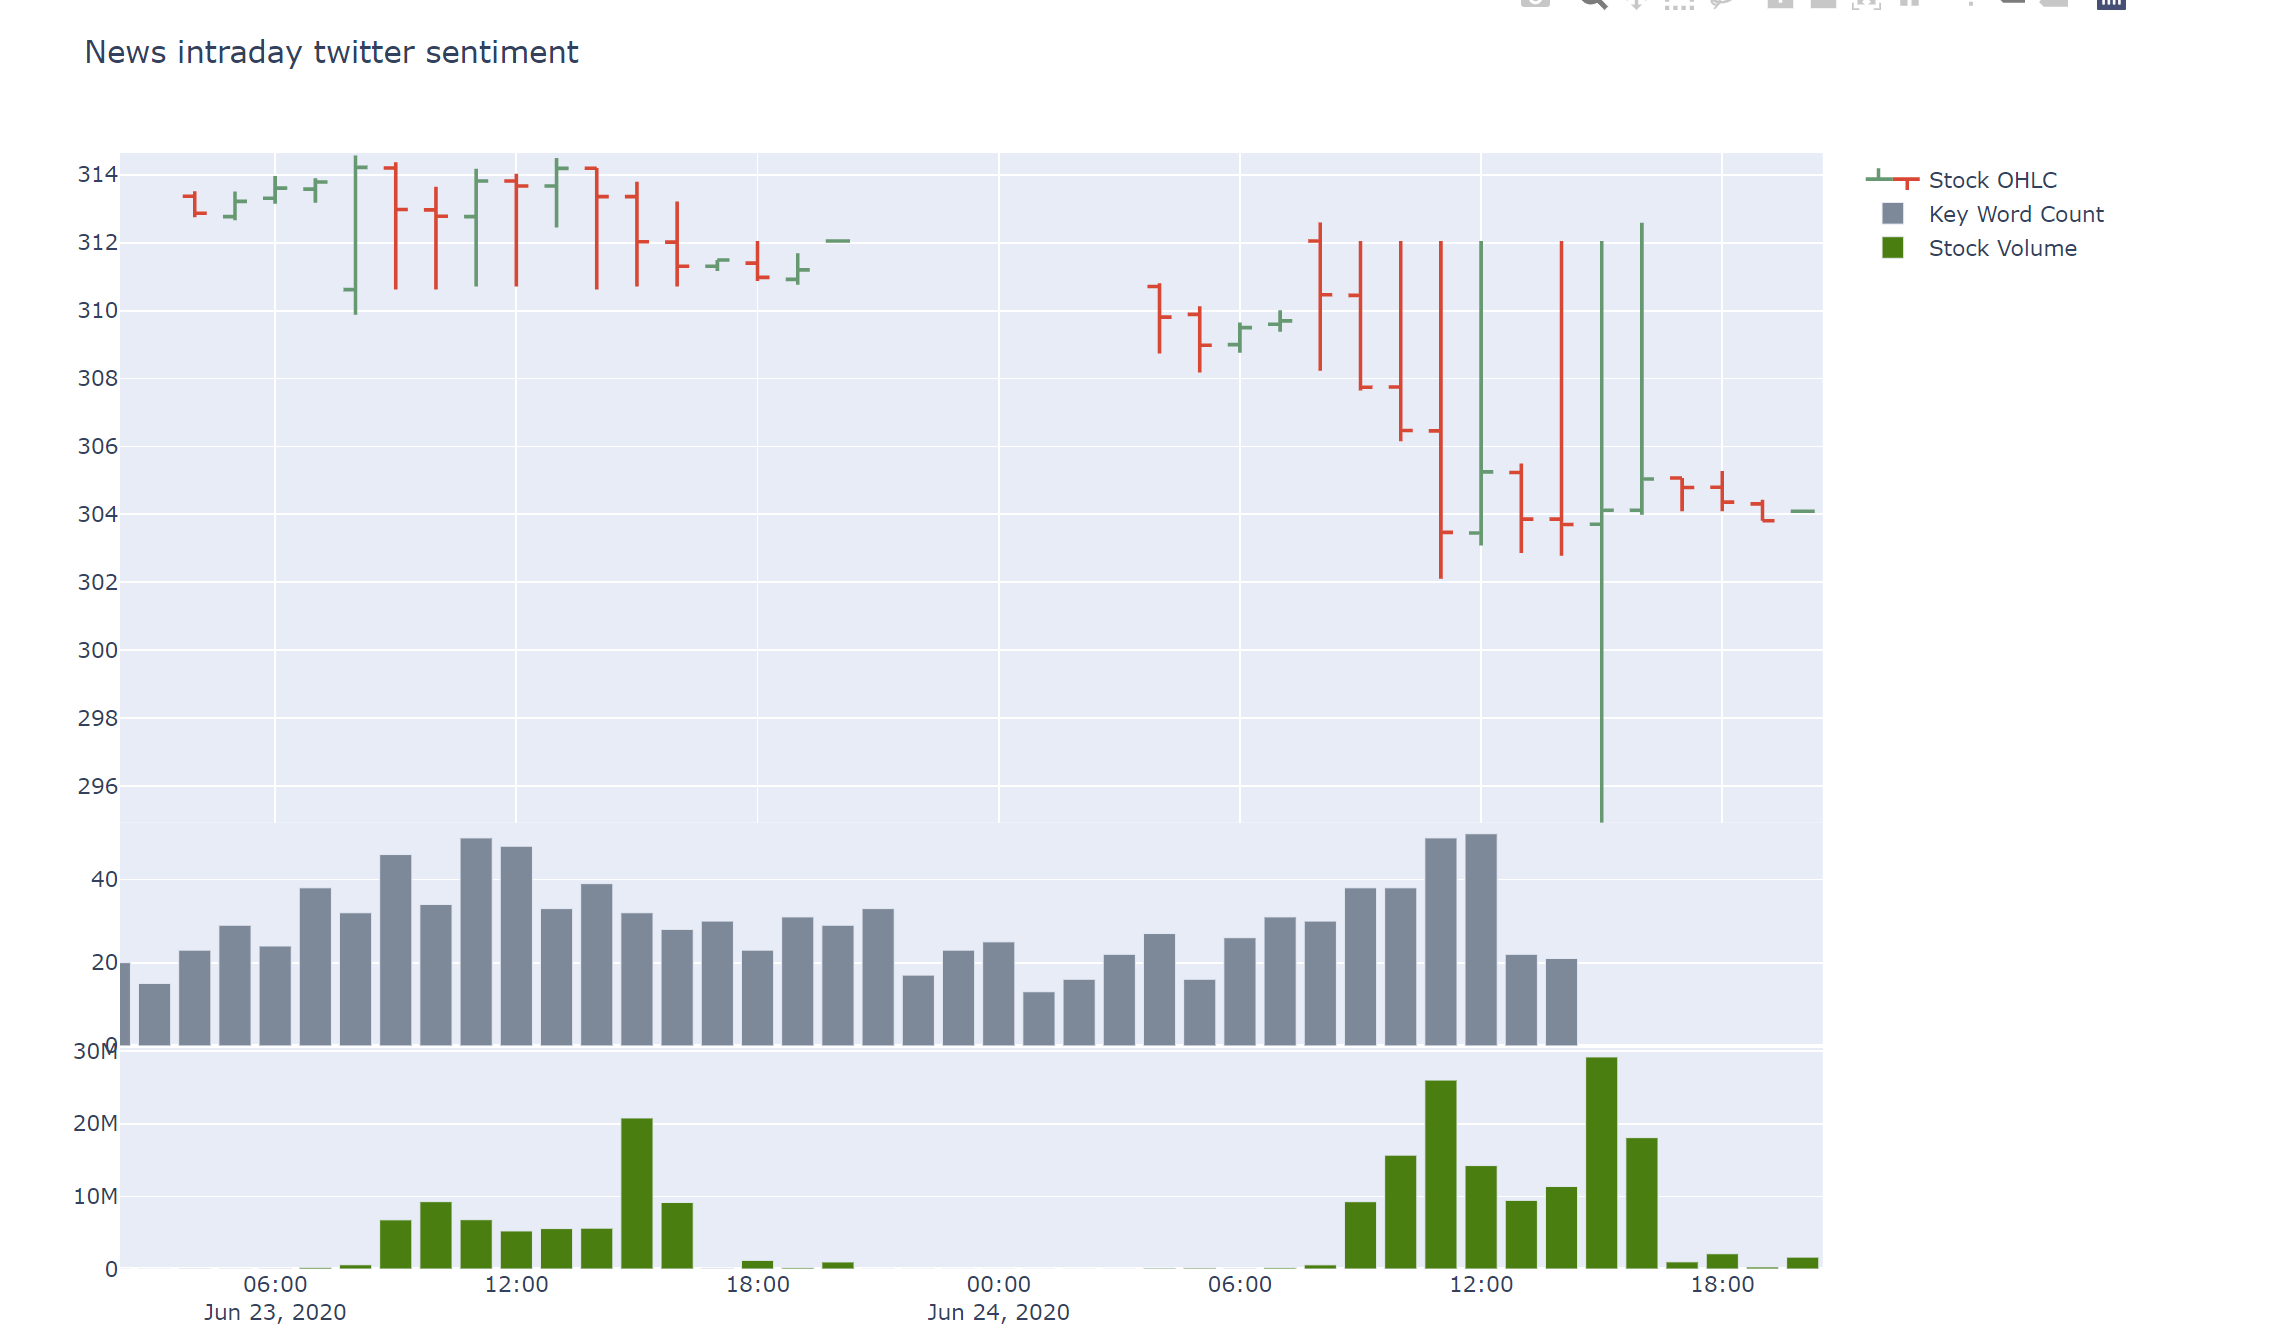 News intraday twitter sentiment
Stock OHLC
Key Word Count
Stock Volume
314
312
310
308
306
304
302
300
298
296
40
20
0
30M
20M
10M
0
06:00 12:00 18:00 00:00 06:00 12:00 18:00
Jun 23, 2020 Jun 24, 2020